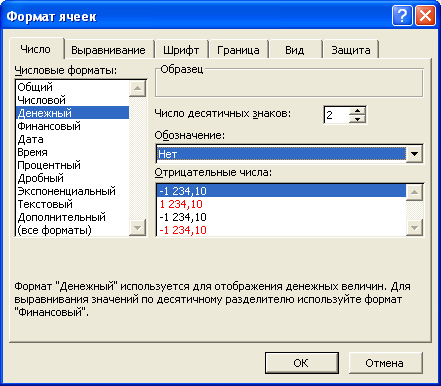 Формат ячеек
Число
Выравнивание
Шрифт
Граница
Вид
Защита
Числовые форматы:
Общий
Числовой
Денежный
Финансовый
Дата
Время
Процентный
Дробный
Экспоненциальный
Текстовый
Дополнительный
(все форматы)
Образец
Число десятичных знаков:
2
Обозначение:
Нет
Отрицательные числа:
-1 234,10
1 234,10
-1 234,10
-1 234,10
Формат "Денежный" используется для отображения денежных величин. Для
выравнивания значений по десятичному разделителю используйте формат
"Финансовый".
ОК
Отмена